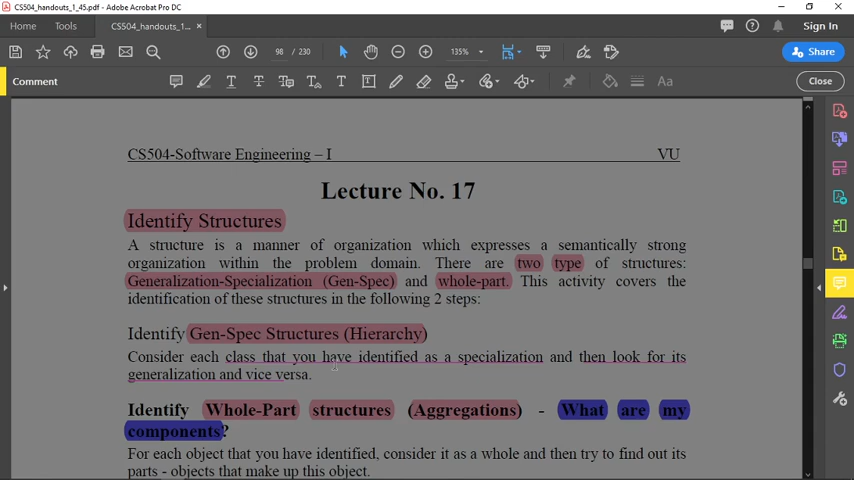 CS504_handouts_1_45.pdf - Adobe Acrobat Pro DC
Home Tools CS504_handouts_1_... × Sign In
98 / 230 135% Share
Comment Aa Close
CS504-Software Engineering – I VU
Lecture No. 17
Identify Structures
A structure is a manner of organization which expresses a semantically strong
organization within the problem domain. There are two type of structures:
Generalization-Specialization (Gen-Spec) and whole-part. This activity covers the
identification of these structures in the following 2 steps:
Identify Gen-Spec Structures (Hierarchy)
Consider each class that you have identified as a specialization and then look for its
generalization and vice versa.
Identify Whole-Part structures (Aggregations) - What are my
components?
For each object that you have identified, consider it as a whole and then try to find out its
parts - objects that make up this object.